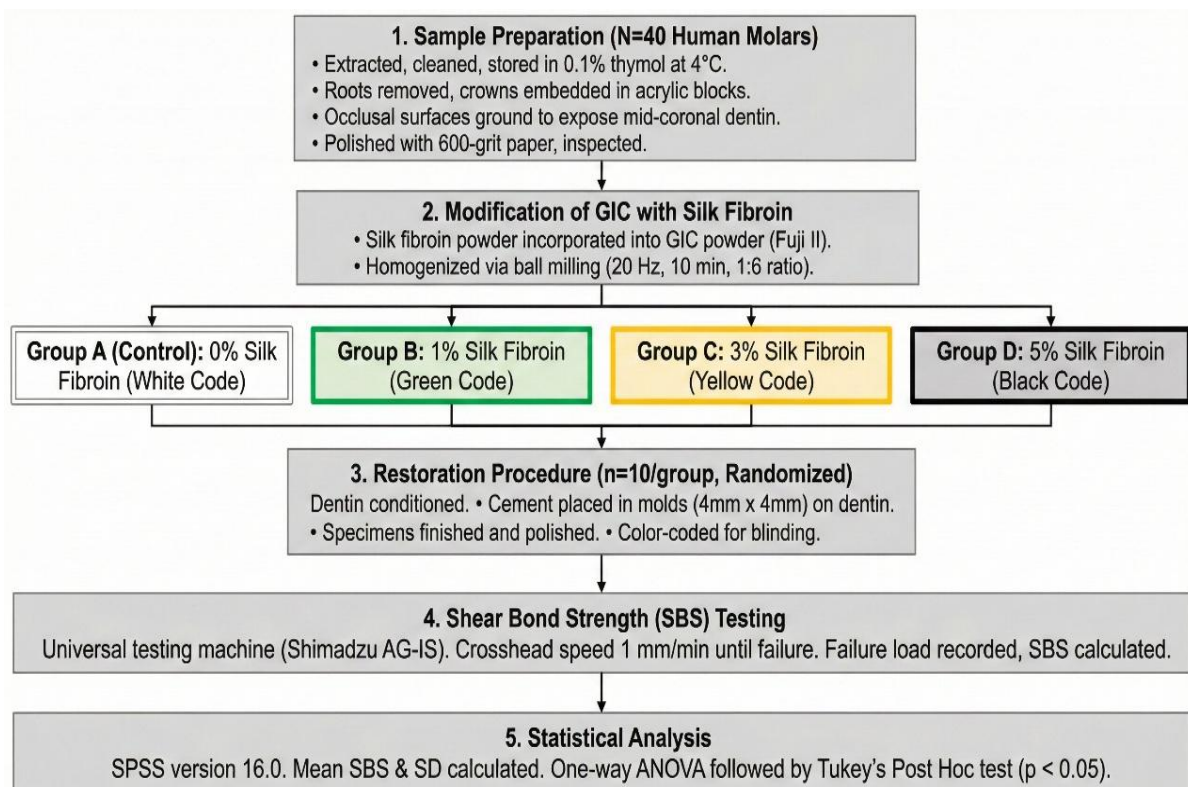 1. Sample Preparation (N=40 Human Molars)
• Extracted, cleaned, stored in 0.1% thymol at 4°C.
• Roots removed, crowns embedded in acrylic blocks.
• Occlusal surfaces ground to expose mid-coronal dentin.
• Polished with 600-grit paper, inspected.
2. Modification of GIC with Silk Fibroin
• Silk fibroin powder incorporated into GIC powder (Fuji II).
• Homogenized via ball milling (20 Hz, 10 min, 1:6 ratio).
Group A (Control): 0% Silk
Fibroin (White Code)
Group B: 1% Silk Fibroin
(Green Code)
Group C: 3% Silk Fibroin
(Yellow Code)
Group D: 5% Silk Fibroin
(Black Code)
3. Restoration Procedure (n=10/group, Randomized)
Dentin conditioned. • Cement placed in molds (4mm x 4mm) on dentin.
• Specimens finished and polished. • Color-coded for blinding.
4. Shear Bond Strength (SBS) Testing
Universal testing machine (Shimadzu AG-IS). Crosshead speed 1 mm/min until failure. Failure load recorded, SBS calculated.
5. Statistical Analysis
SPSS version 16.0. Mean SBS & SD calculated. One-way ANOVA followed by Tukey's Post Hoc test (p < 0.05).